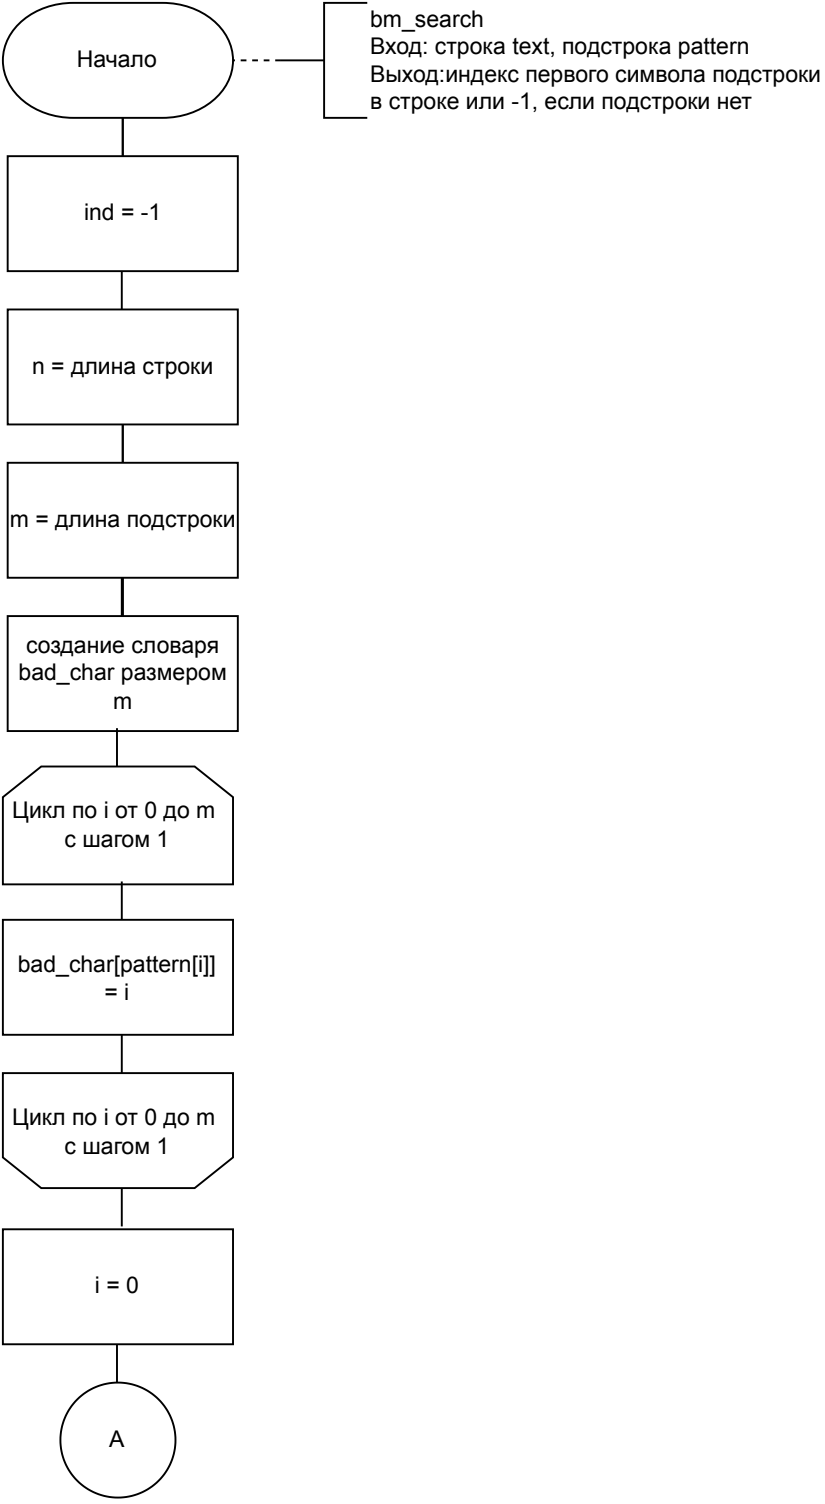 Начало
bm_search
Вход: строка text, подстрока pattern
Выход:индекс первого символа подстроки
в строке или -1, если подстроки нет
ind = -1
n = длина строки
m = длина подстроки
создание словаря
bad_char размером
m
Цикл по i от 0 до m
с шагом 1
bad_char[pattern[i]]
= i
Цикл по i от 0 до m
с шагом 1
i = 0
A